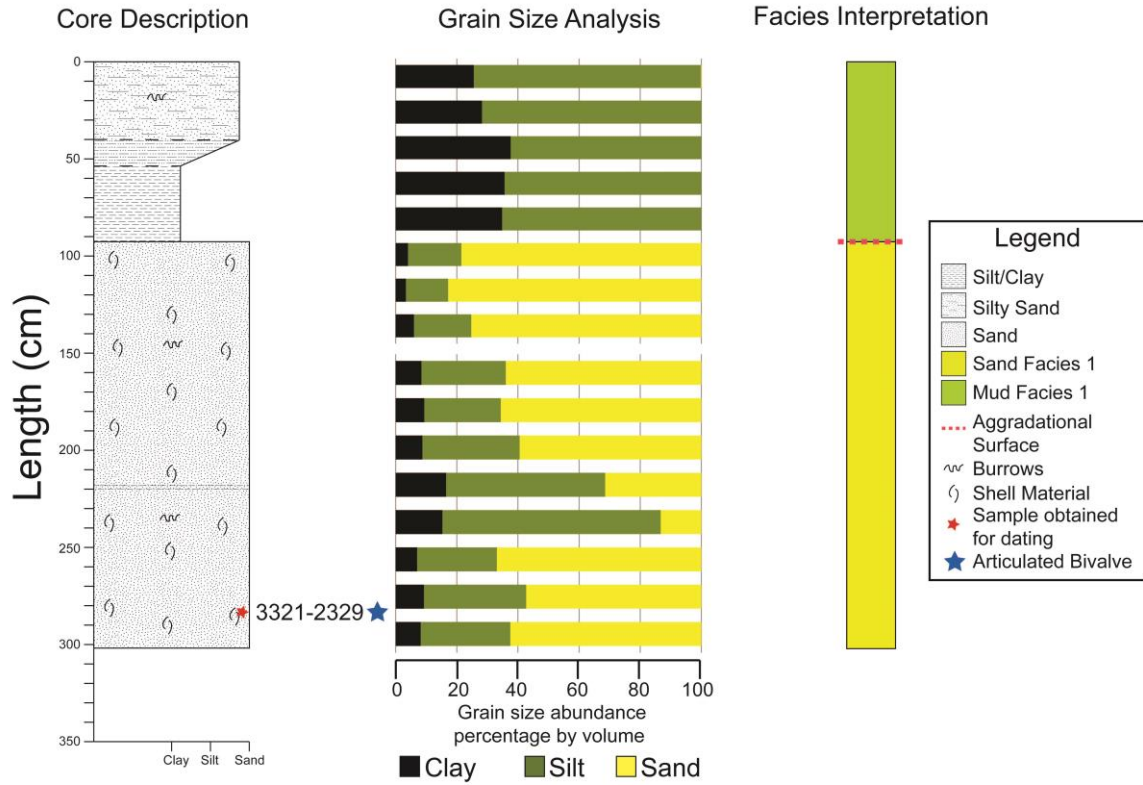 Core Description
Grain Size Analysis
Facies Interpretation
Length (cm)
0
50
100
150
200
250
300
350
Clay Silt Sand
3321-2329
0 20 40 60 80 100
Grain size abundance
percentage by volume
Clay Silt Sand
Legend
Silt/Clay
Silty Sand
Sand
Sand Facies 1
Mud Facies 1
Aggradational
Surface
Burrows
Shell Material
Sample obtained
for dating
Articulated Bivalve